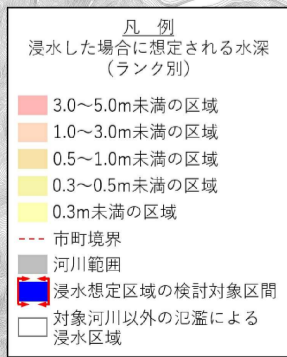 凡 例
浸水した場合に想定される水深
（ランク別）
3.0～5.0m未満の区域
1.0～3.0m未満の区域
0.5～1.0m未満の区域
0.3～0.5m未満の区域
0.3m未満の区域
市町境界
河川範囲
浸水想定区域の検討対象区間
対象河川以外の氾濫による
浸水区域